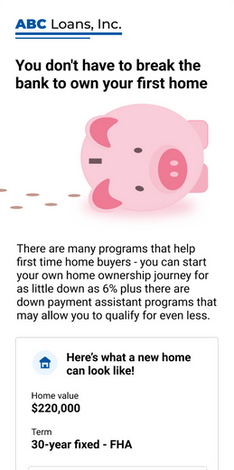 ABC Loans, Inc.
You don't have to break the
bank to own your first home
There are many programs that help
first time home buyers - you can start
your own home ownership journey for
as little down as 6% plus there are
down payment assistant programs that
may allow you to qualify for even less.
Here's what a new home
can look like!
Home value
$220,000
Term
30-year fixed - FHA